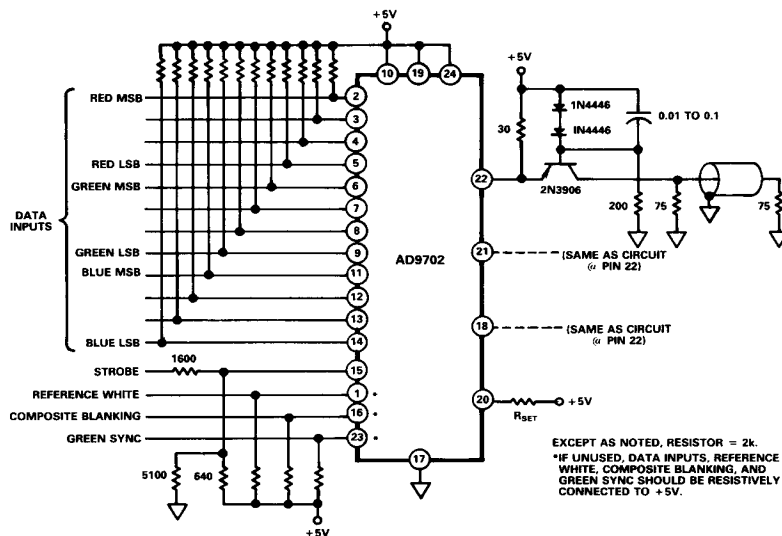 +5V
10 19 24
RED MSB 2
3
4
RED LSB 5
GREEN MSB 6
7
8
GREEN LSB 9
BLUE MSB 11
12
13
BLUE LSB 14
DATA
INPUTS
1600
STROBE 15
REFERENCE WHITE 1 *
COMPOSITE BLANKING 16 *
GREEN SYNC 23 *
5100
640
+5V
AD9702
17
+5V
1N4446
IN4446
0.01 TO 0.1
30
22
2N3906
200
75
75
21
(SAME AS CIRCUIT
@ PIN 22)
18
(SAME AS CIRCUIT
@ PIN 22)
20
RSET
+5V
EXCEPT AS NOTED, RESISTOR = 2k.
*IF UNUSED, DATA INPUTS, REFERENCE
WHITE, COMPOSITE BLANKING, AND
GREEN SYNC SHOULD BE RESISTIVELY
CONNECTED TO +5V.